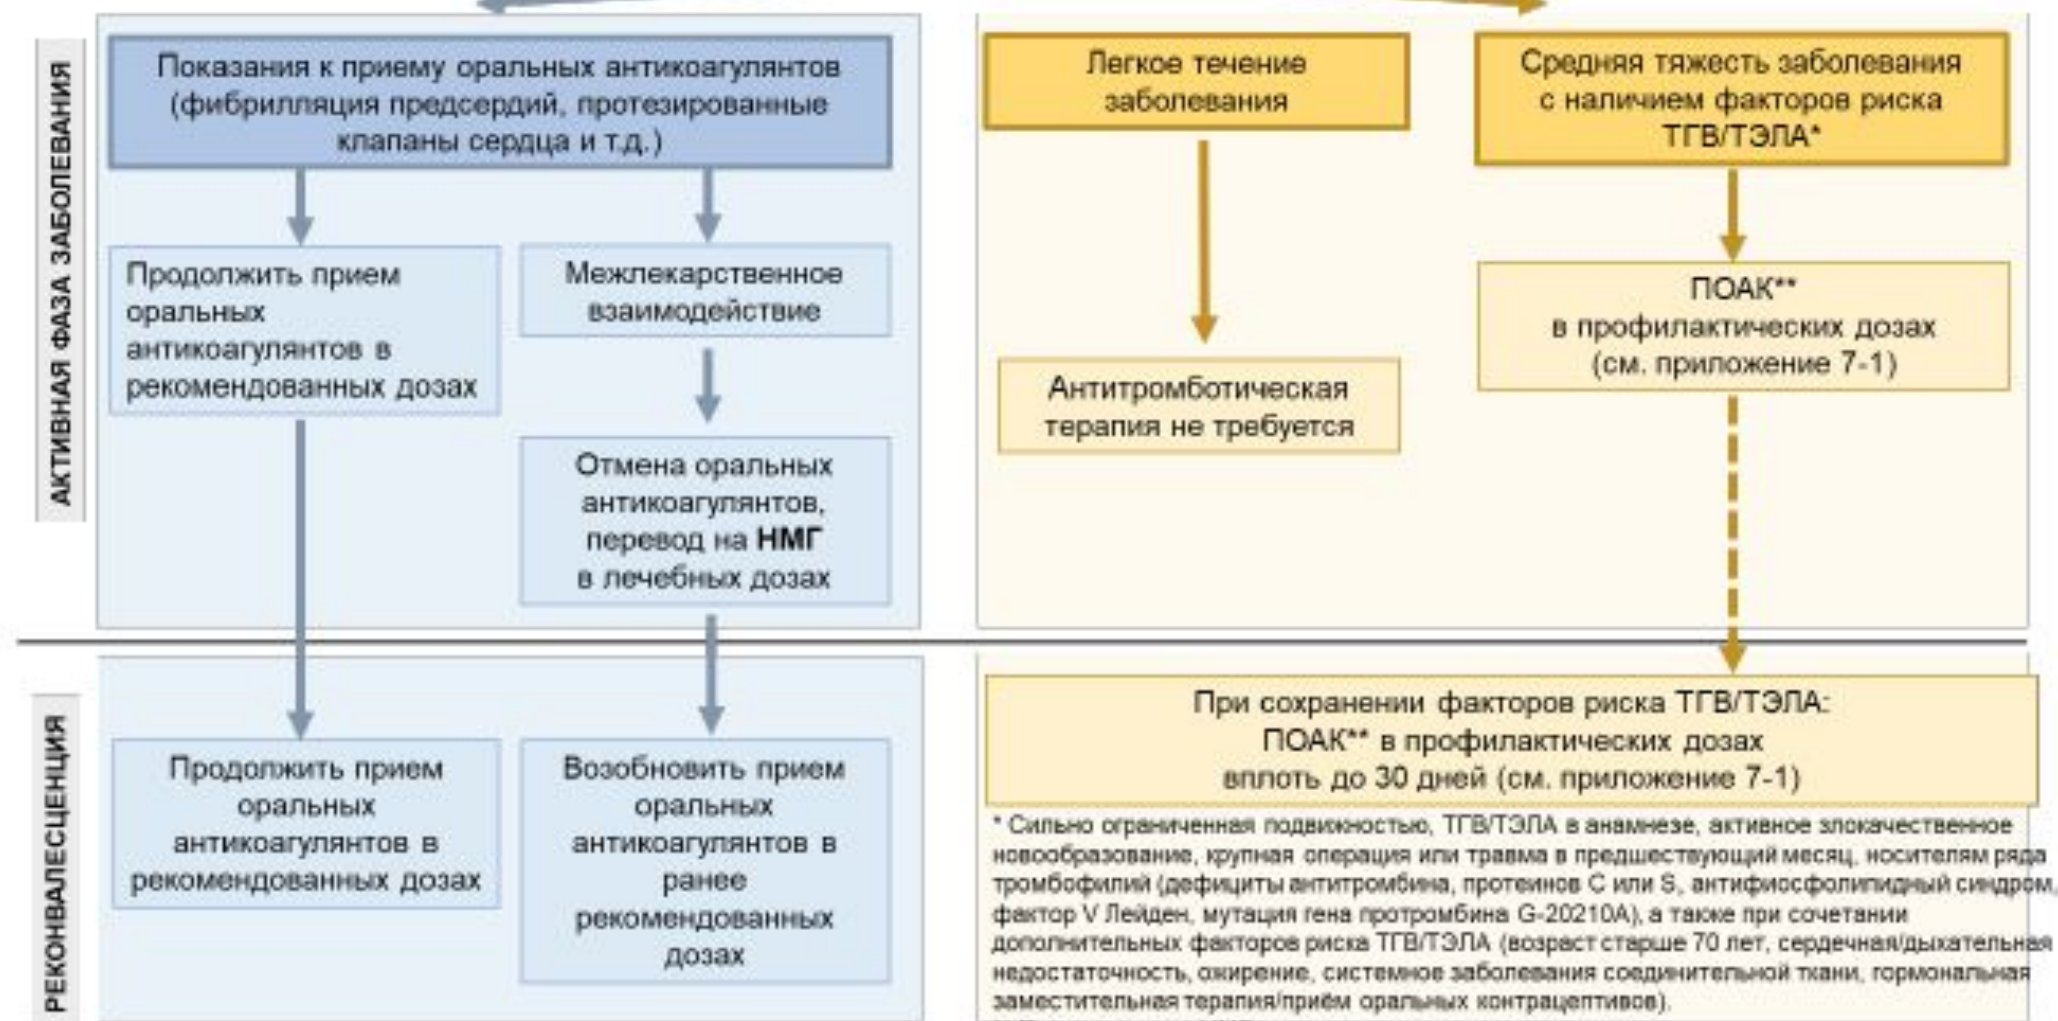 АКТИВНАЯ ФАЗА ЗАБОЛЕВАНИЯ
Показания к приему оральных антикоагулянтов
(фибрилляция предсердий, протезированные
клапаны сердца и т.д.)
Продолжить прием
оральных
антикоагулянтов в
рекомендованных дозах
Межлекарственное
взаимодействие
Отмена оральных
антикоагулянтов,
перевод на НМГ
в лечебных дозах
Легкое течение
заболевания
Антитромботическая
терапия не требуется
Средняя тяжесть заболевания
с наличием факторов риска
ТГВ/ТЭЛА*
ПОАК**
в профилактических дозах
(см. приложение 7-1)
РЕКОНВАЛЕСЦЕНЦИЯ
Продолжить прием
оральных
антикоагулянтов в
рекомендованных дозах
Возобновить прием
оральных
антикоагулянтов в
ранее
рекомендованных
дозах
При сохранении факторов риска ТГВ/ТЭЛА:
ПОАК** в профилактических дозах
вплоть до 30 дней (см. приложение 7-1)
* Сильно ограниченная подвижностью, ТГВ/ТЭЛА в анамнезе, активное злокачественное
новообразование, крупная операция или травма в предшествующий месяц, носителям ряда
тромбофилий (дефициты антитромбина, протеинов С или S, антифиосфолипидный синдром,
фактор V Лейден, мутация гена протромбина G-20210A), а также при сочетании
дополнительных факторов риска ТГВ/ТЭЛА (возраст старше 70 лет, сердечная/дыхательная
недостаточность, ожирение, системное заболевания соединительной ткани, гормональная
заместительная терапия/приём оральных контрацептивов).